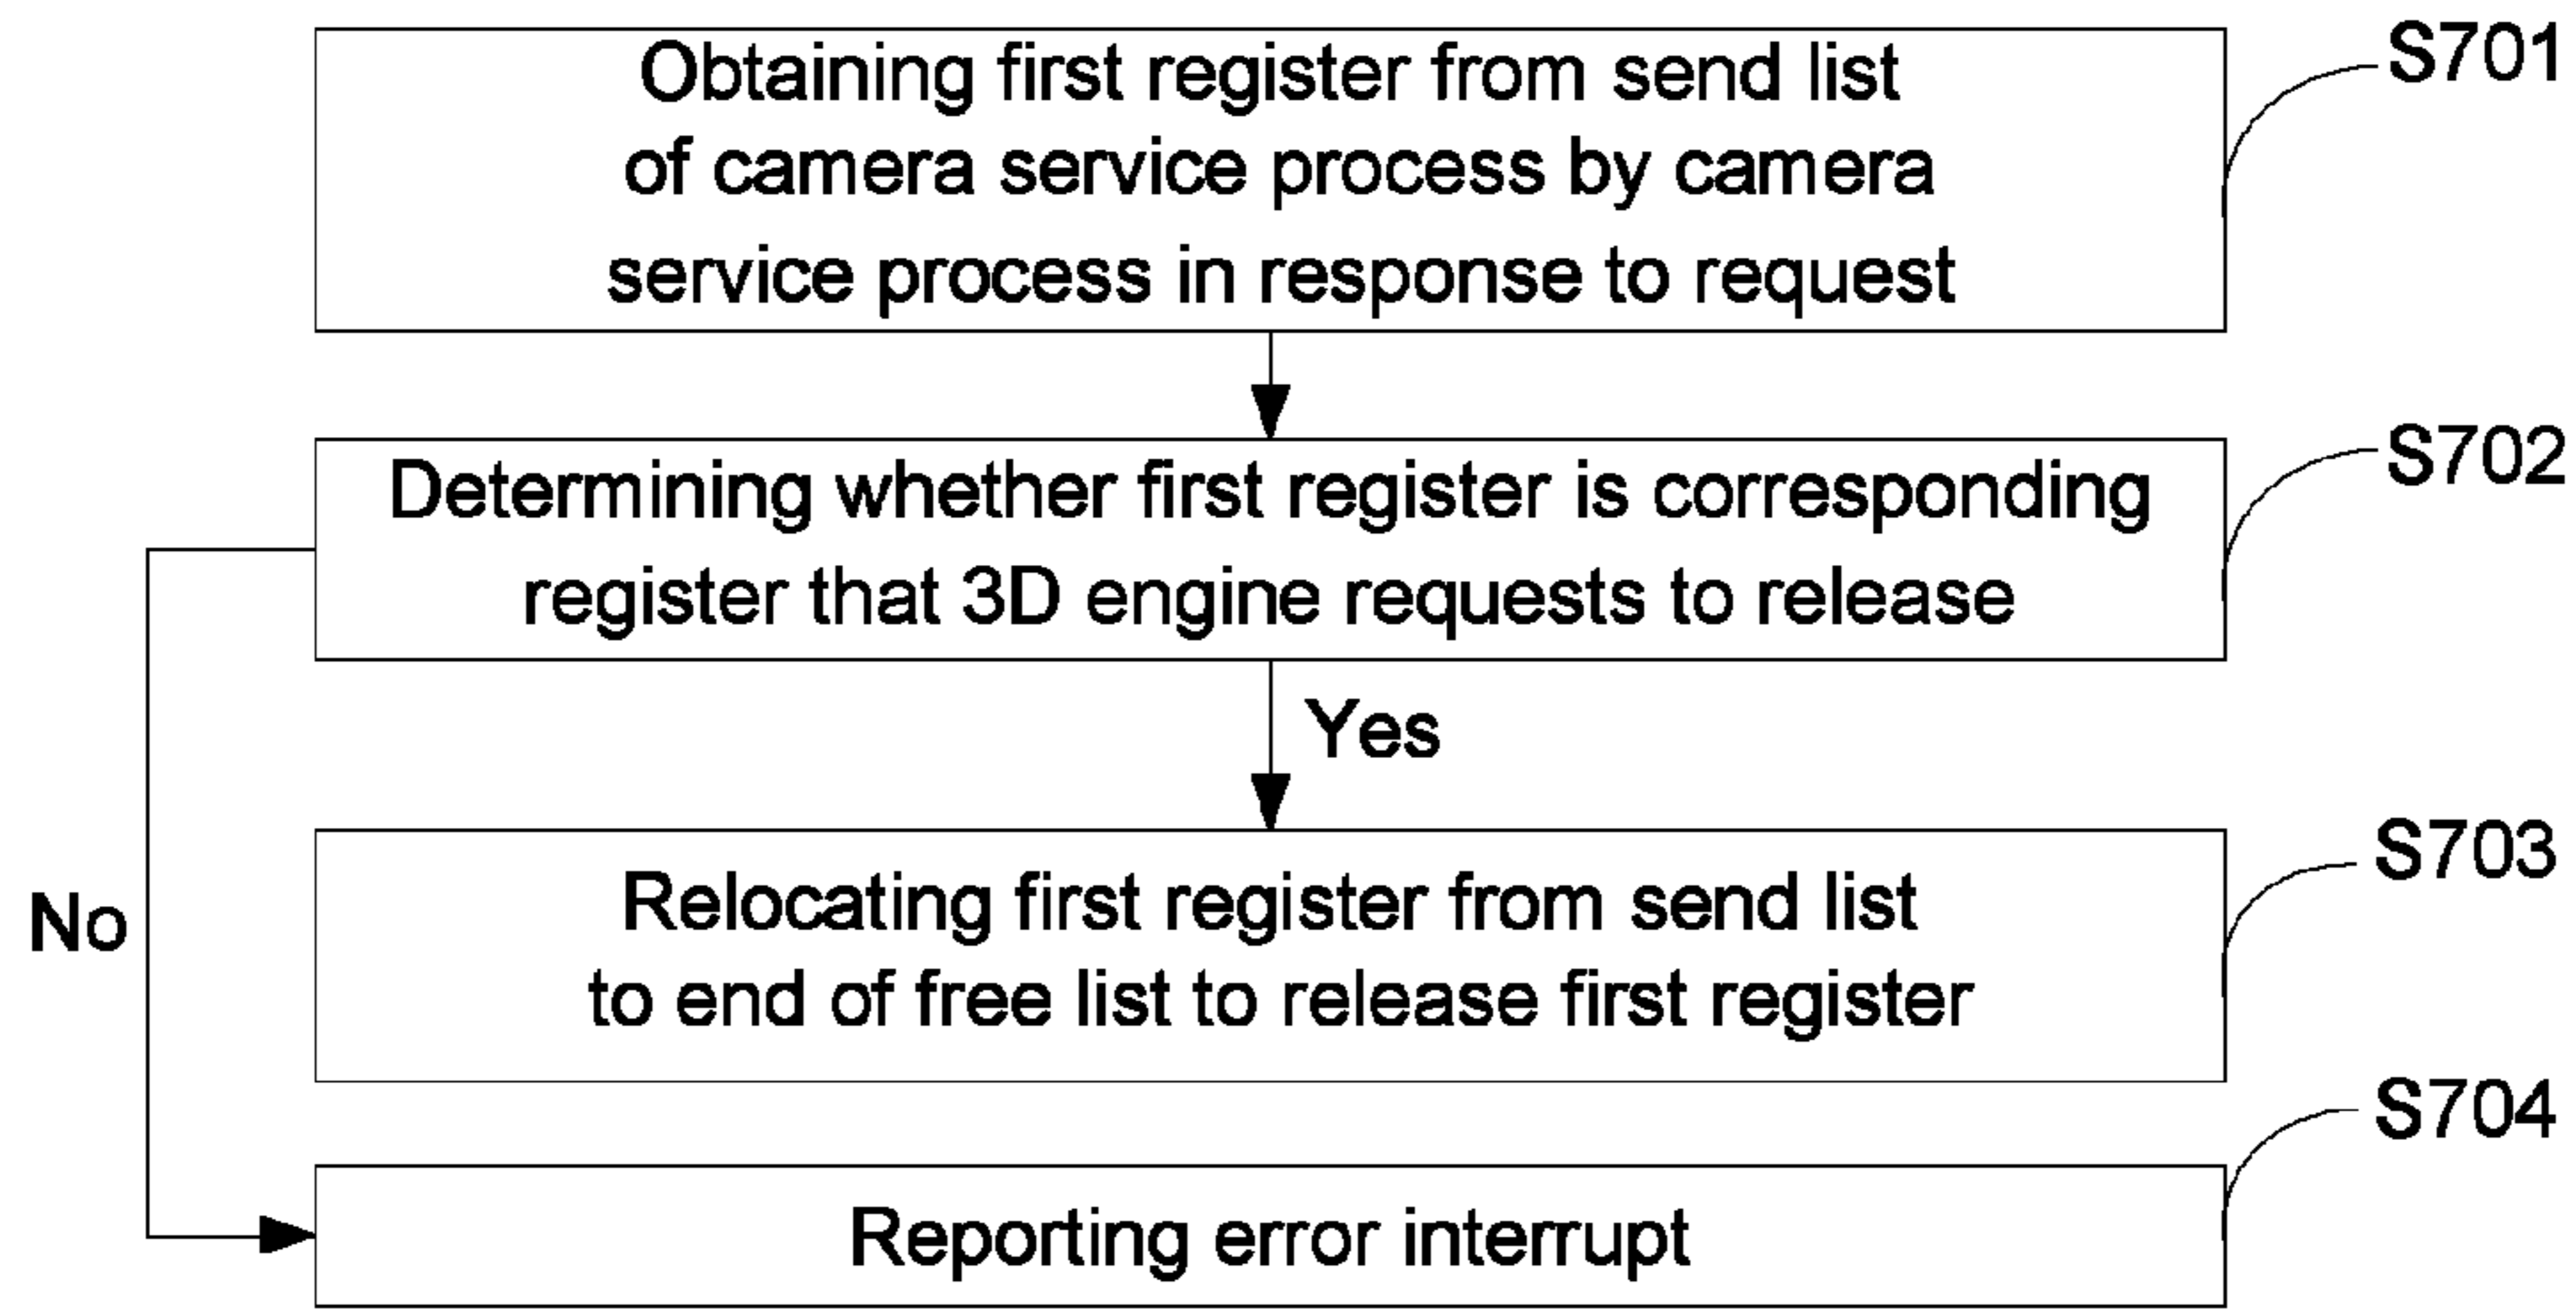 Obtaining first register from send list
of camera service process by camera
service process in response to request
S701
Determining whether first register is corresponding
register that 3D engine requests to release
S702
Yes
No
Relocating first register from send list
to end of free list to release first register
S703
Reporting error interrupt
S704